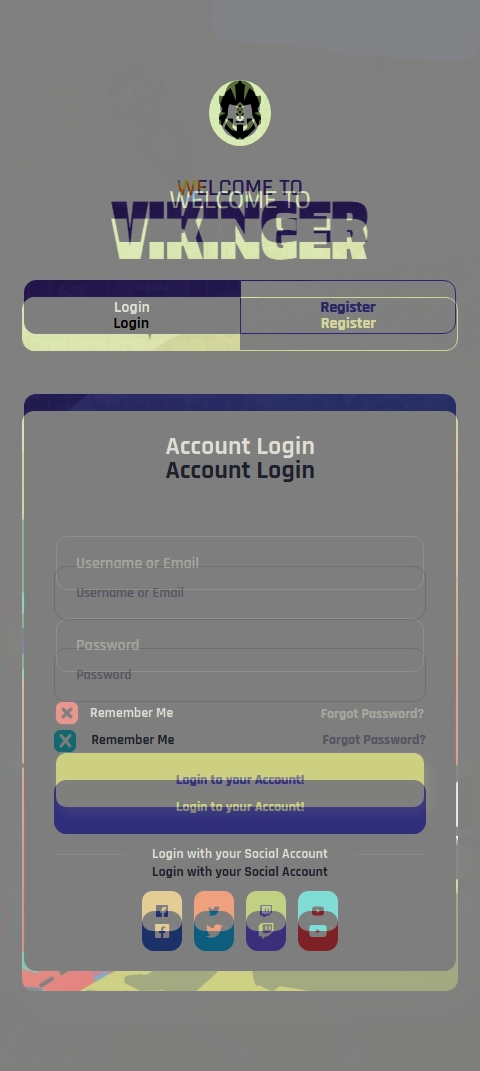 WELCOME TO
WELCOME TO
VIKINGER
VIKINGER
Login Register
Login Register
Account Login
Account Login
Username or Email
Username or Email
Password
Password
Remember Me Forgot Password?
Remember Me Forgot Password?
Login to your Account!
Login to your Account!
Login with your Social Account
Login with your Social Account